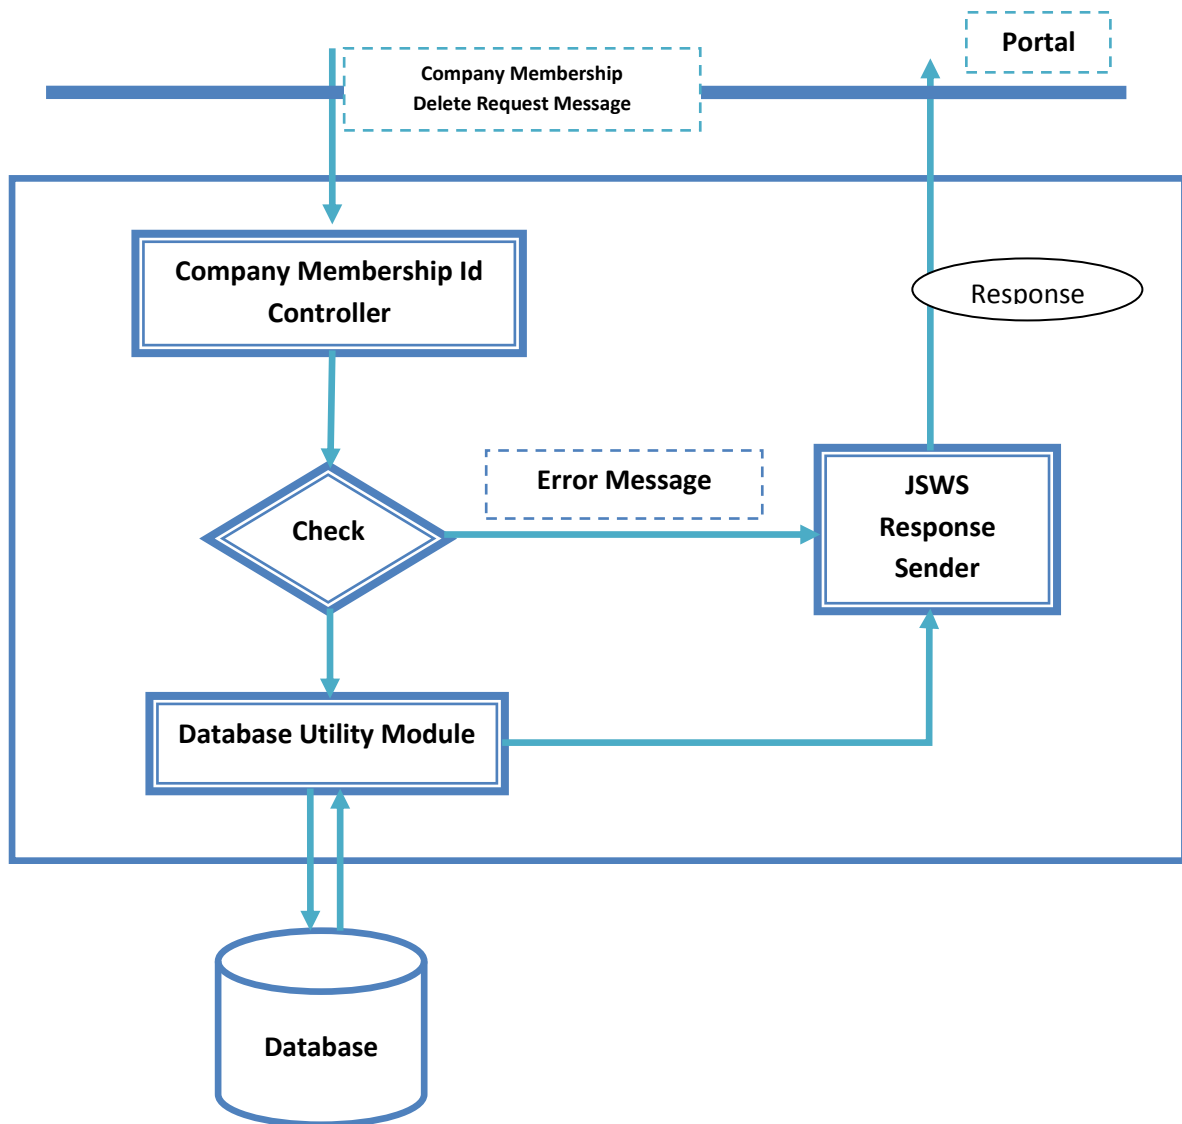 Portal
Company Membership
Delete Request Message
Company Membership Id
Controller
Response
Error Message
JSWS
Response
Sender
Check
Database Utility Module
Database